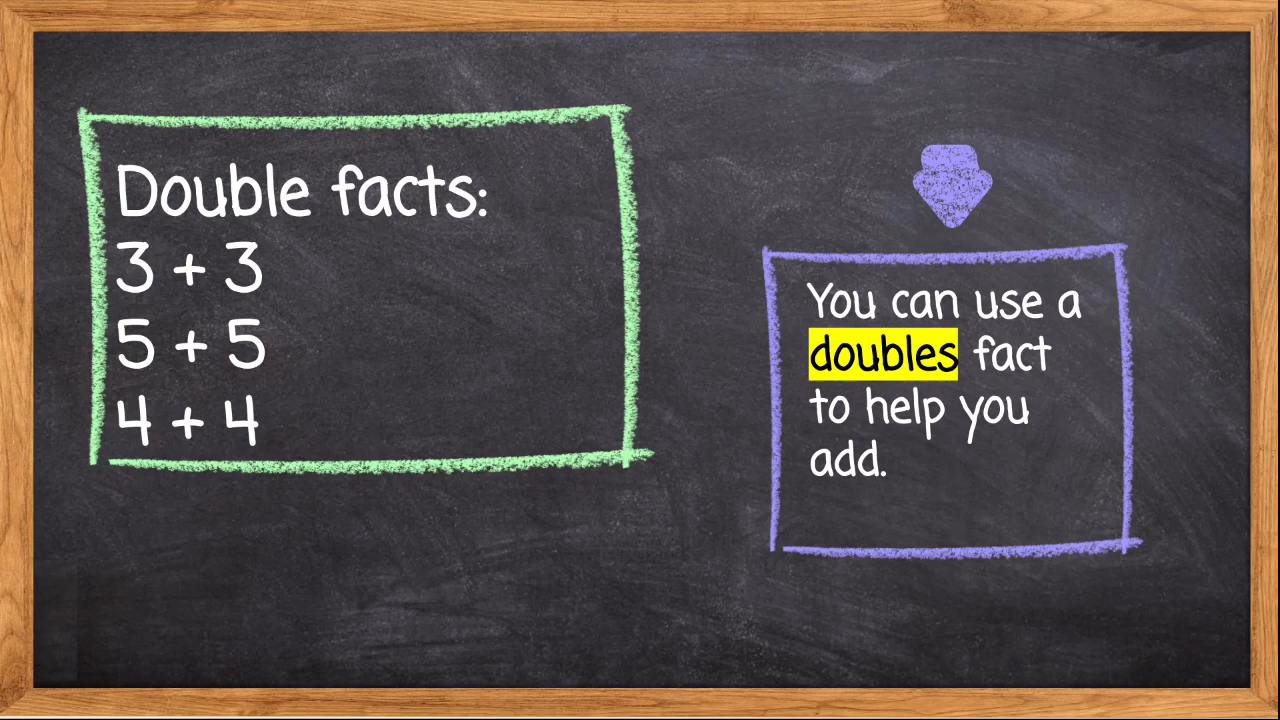 Double facts:
3 + 3
5 + 5
4 + 4
You can use a
doubles fact
to help you
add.